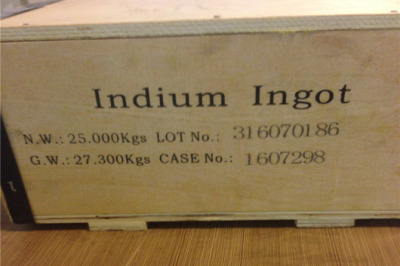 Indium Ingot
N.W.: 25.000Kgs LOT No.: 316070186
G.W.: 27.300Kgs CASE No.: 1607298